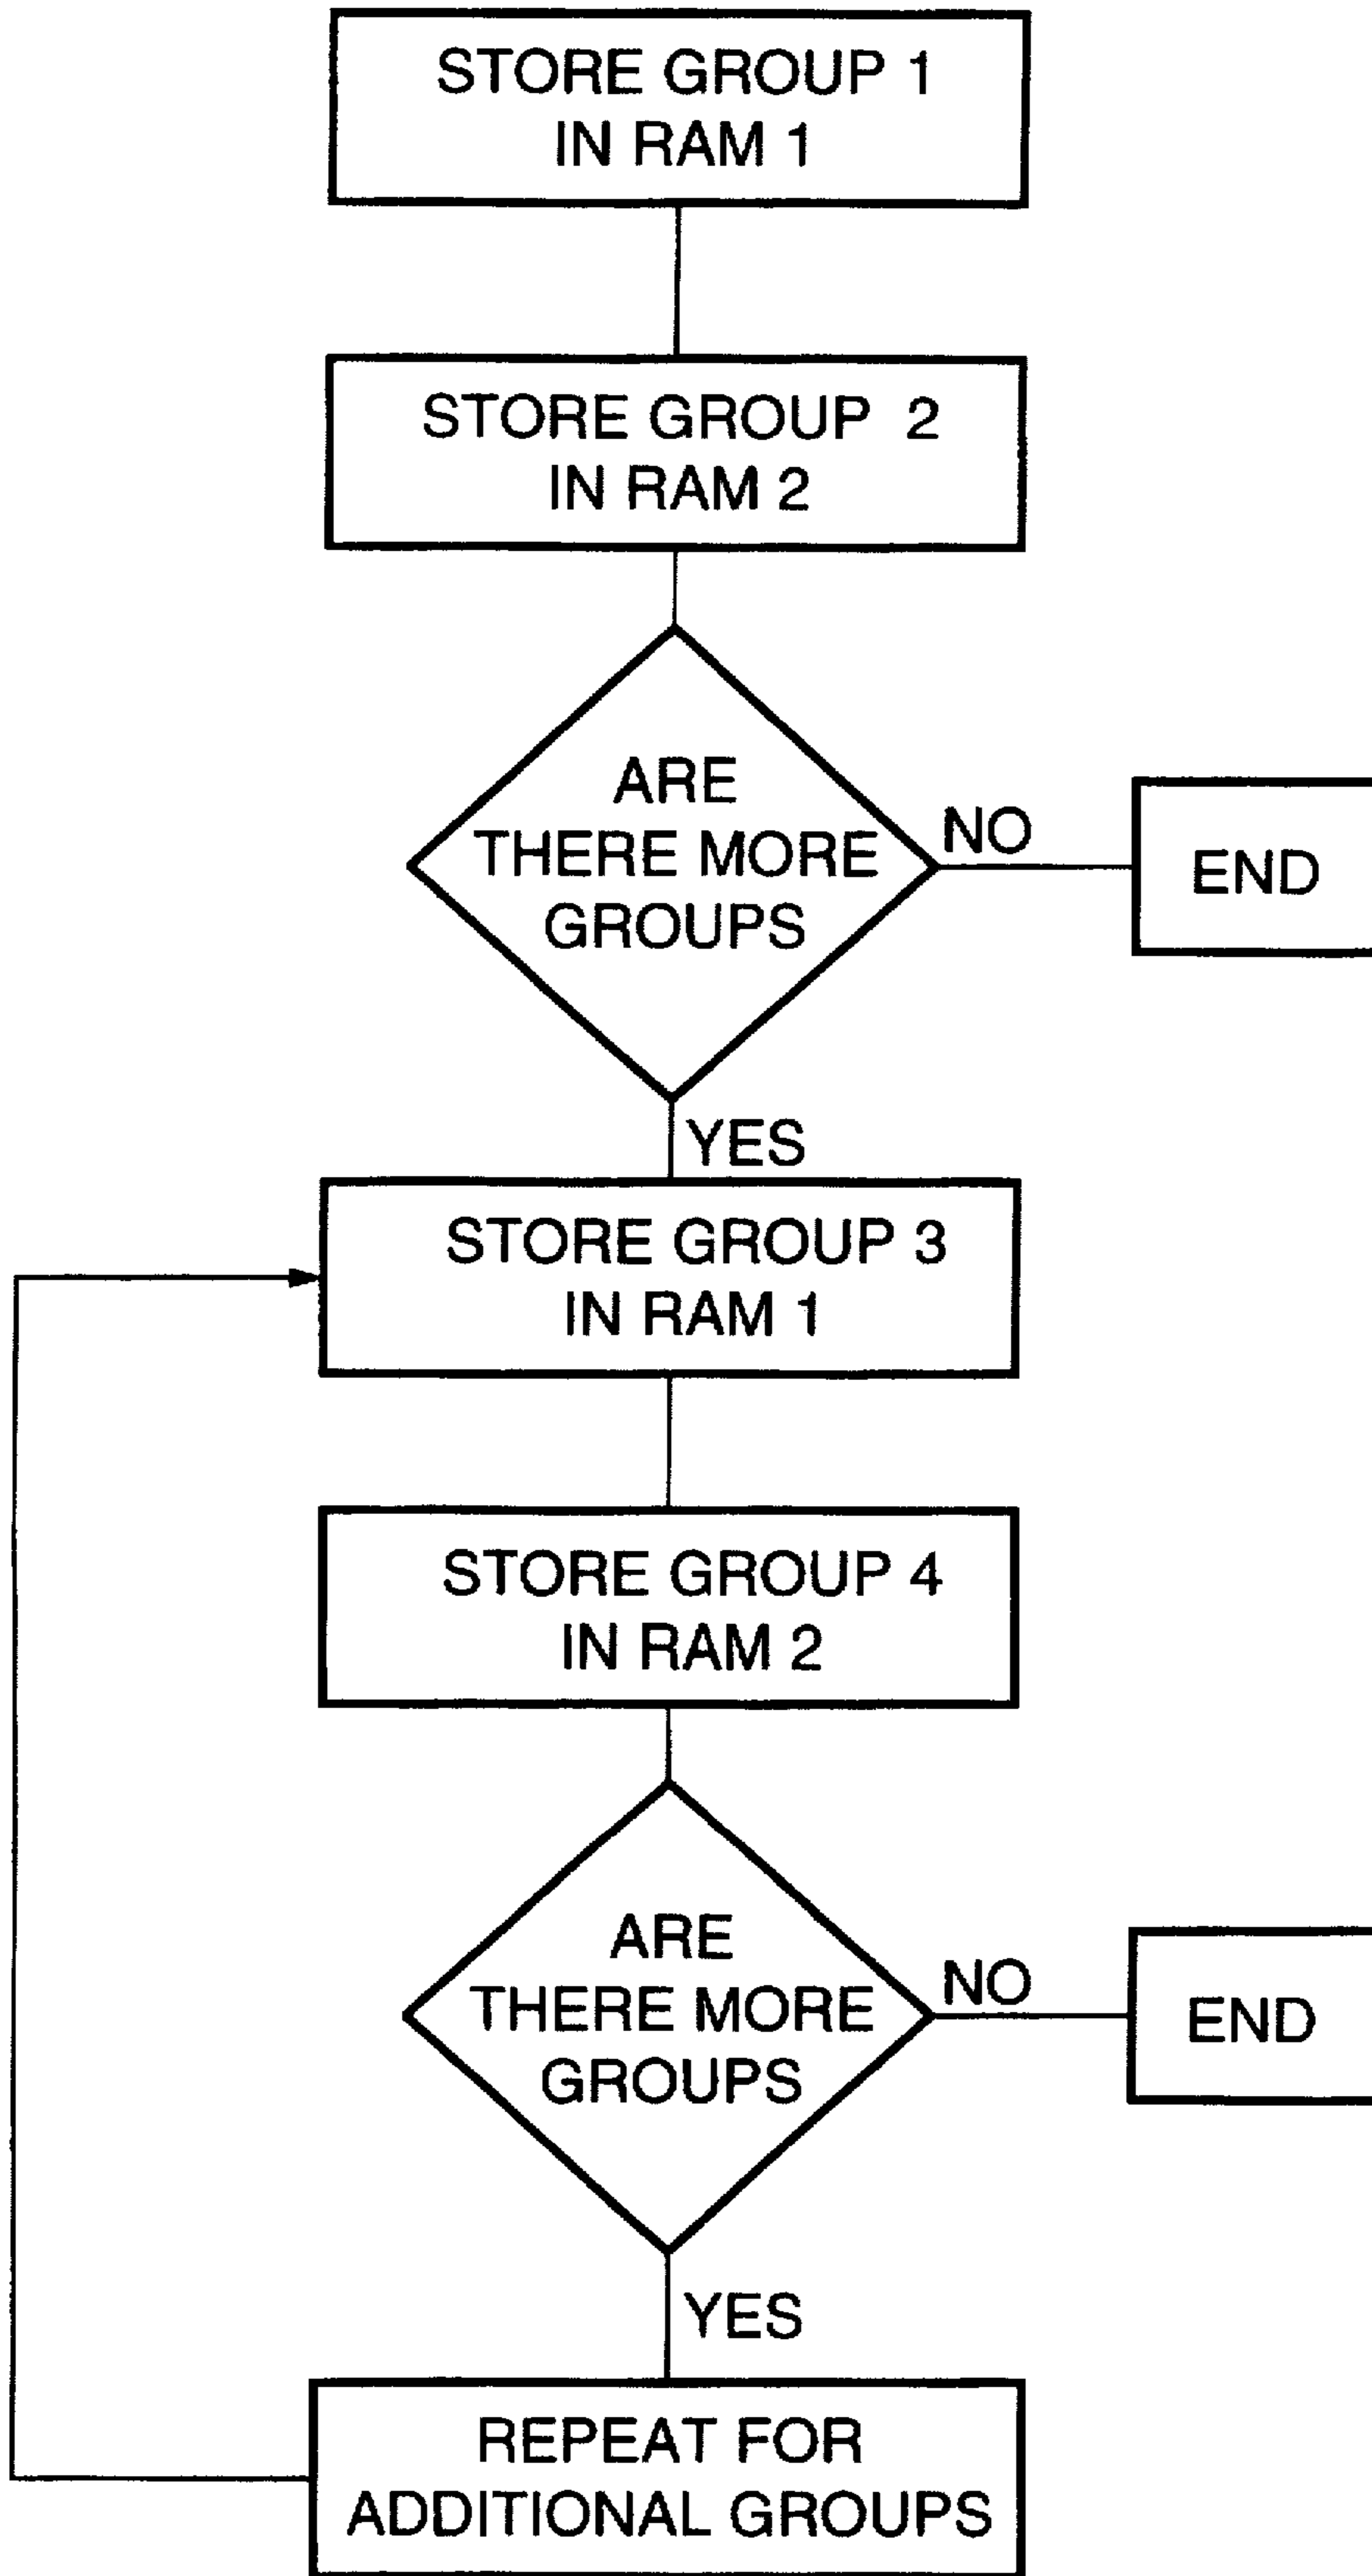 STORE GROUP 1
IN RAM 1
STORE GROUP 2
IN RAM 2
ARE
THERE MORE
GROUPS
NO
END
YES
STORE GROUP 3
IN RAM 1
STORE GROUP 4
IN RAM 2
ARE
THERE MORE
GROUPS
NO
END
YES
REPEAT FOR
ADDITIONAL GROUPS